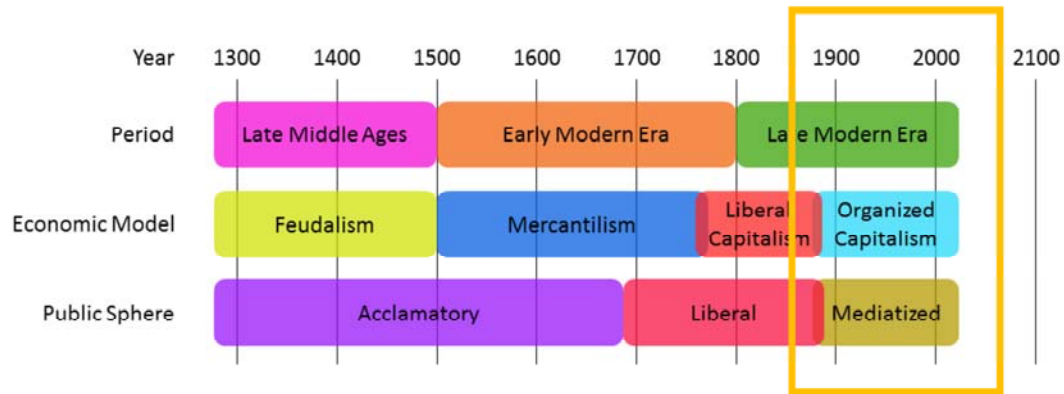 Year 1300 1400 1500 1600 1700 1800 1900 2000 2100
Period Late Middle Ages Early Modern Era Late Modern Era
Economic Model Feudalism Mercantilism Liberal Capitalism Organized Capitalism
Public Sphere Acclamatory Liberal Mediatized